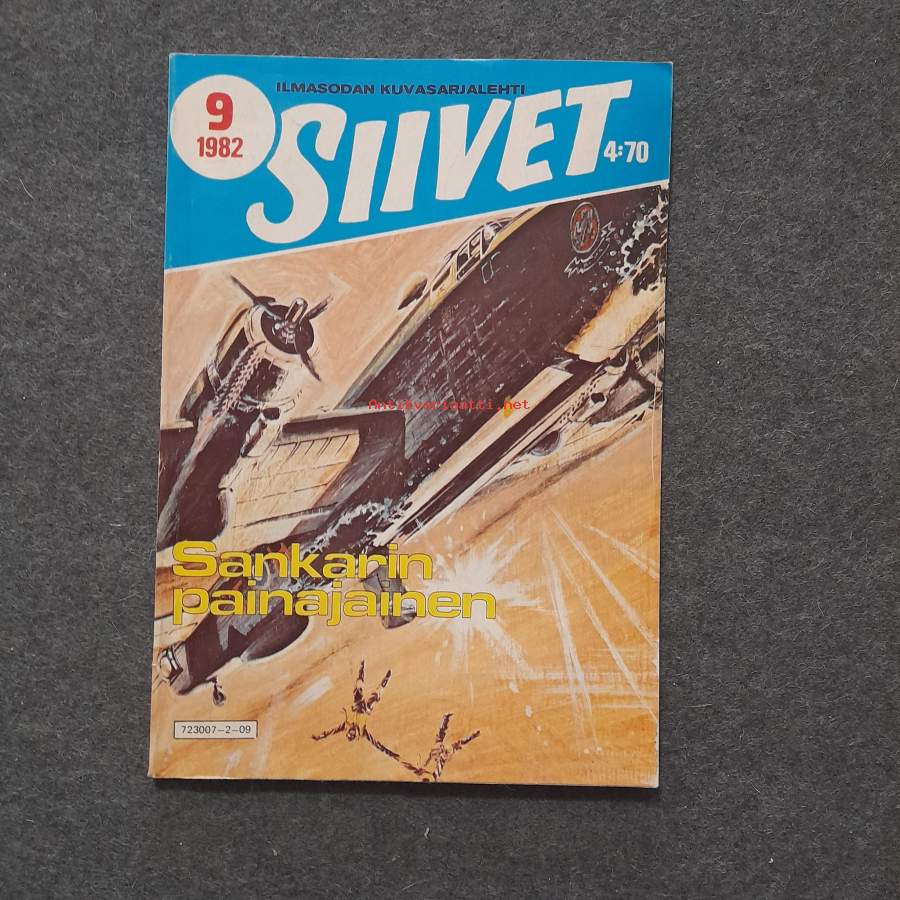 ILMASODAN KUVASARJALEHTI
9
1982
SIIVET
4:70
Antikvariaatti.net
Sankarin
painajainen
723007-2-09